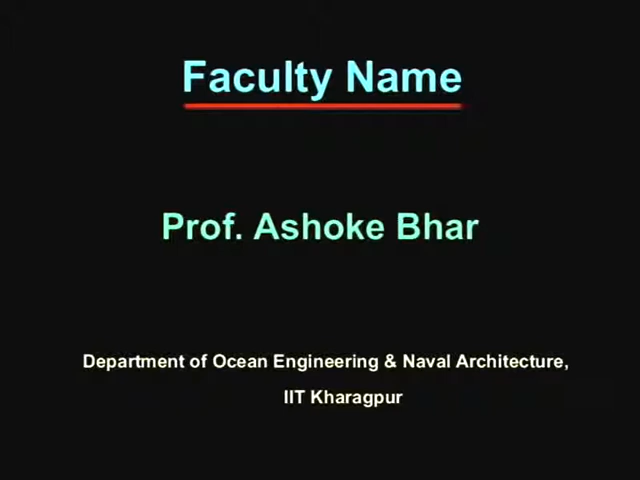 Faculty Name
Prof. Ashoke Bhar
Department of Ocean Engineering & Naval Architecture,
IIT Kharagpur